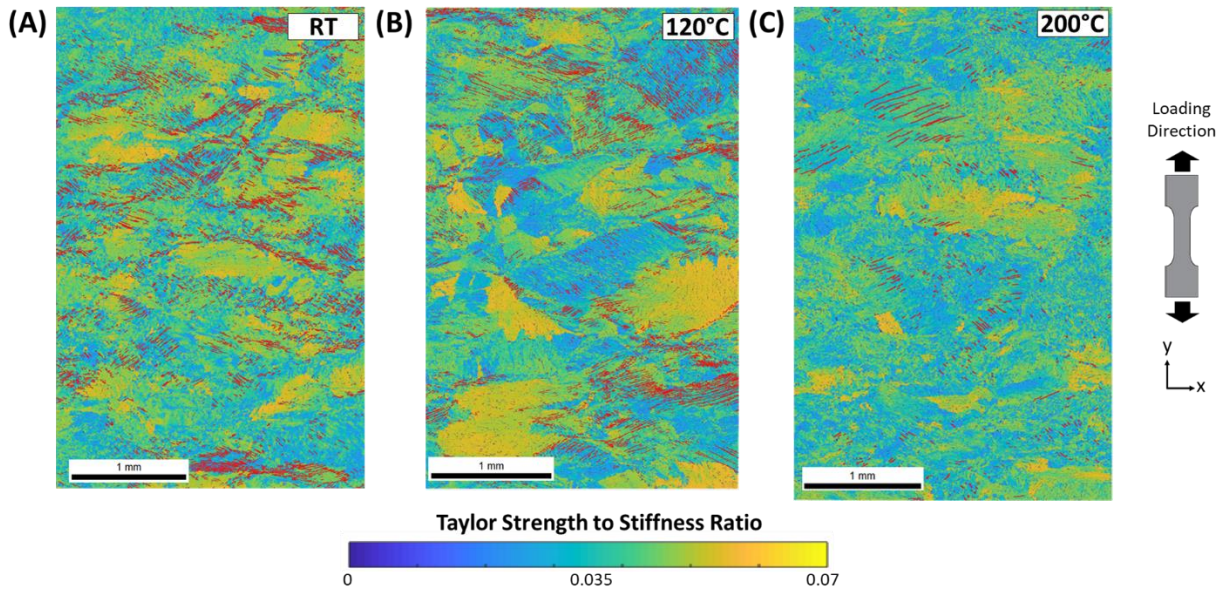 (A)
RT
(B)
120°C
(C)
200°C
Loading
Direction
y
x
1 mm
1 mm
1 mm
Taylor Strength to Stiffness Ratio
0
0.035
0.07